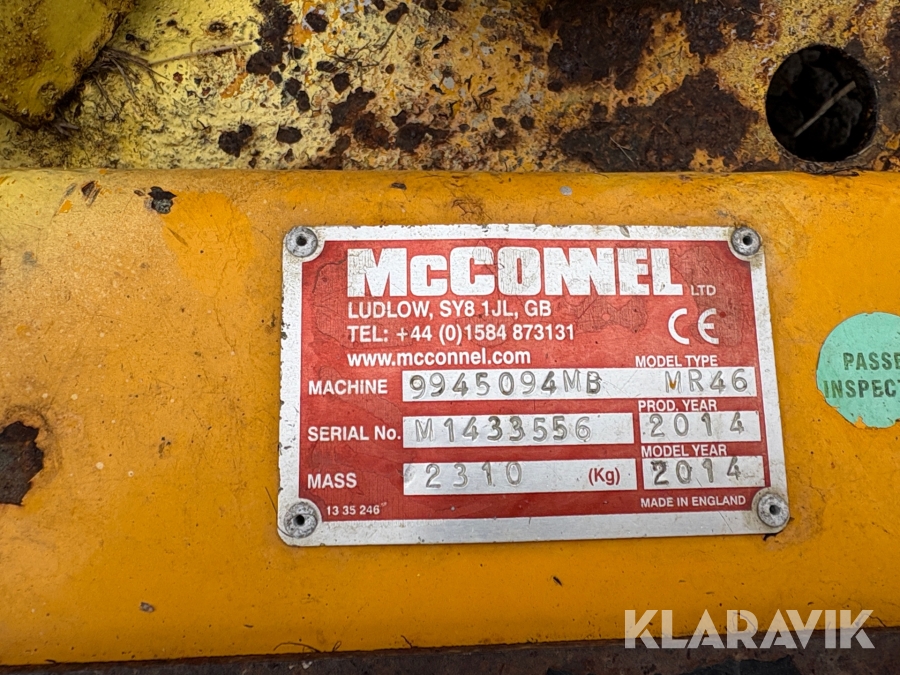 McCONNEL LTD
LUDLOW, SY8 1JL, GB
TEL: +44 (0)1584 873131
www.mcconnel.com
CE
MODEL TYPE
MACHINE 9945094MB MR46
PROD. YEAR
SERIAL No. M1433556 2014
MODEL YEAR
MASS 2310 (Kg) 2014
13 35 246
MADE IN ENGLAND
PASSE
INSPECT
KLARAVIK